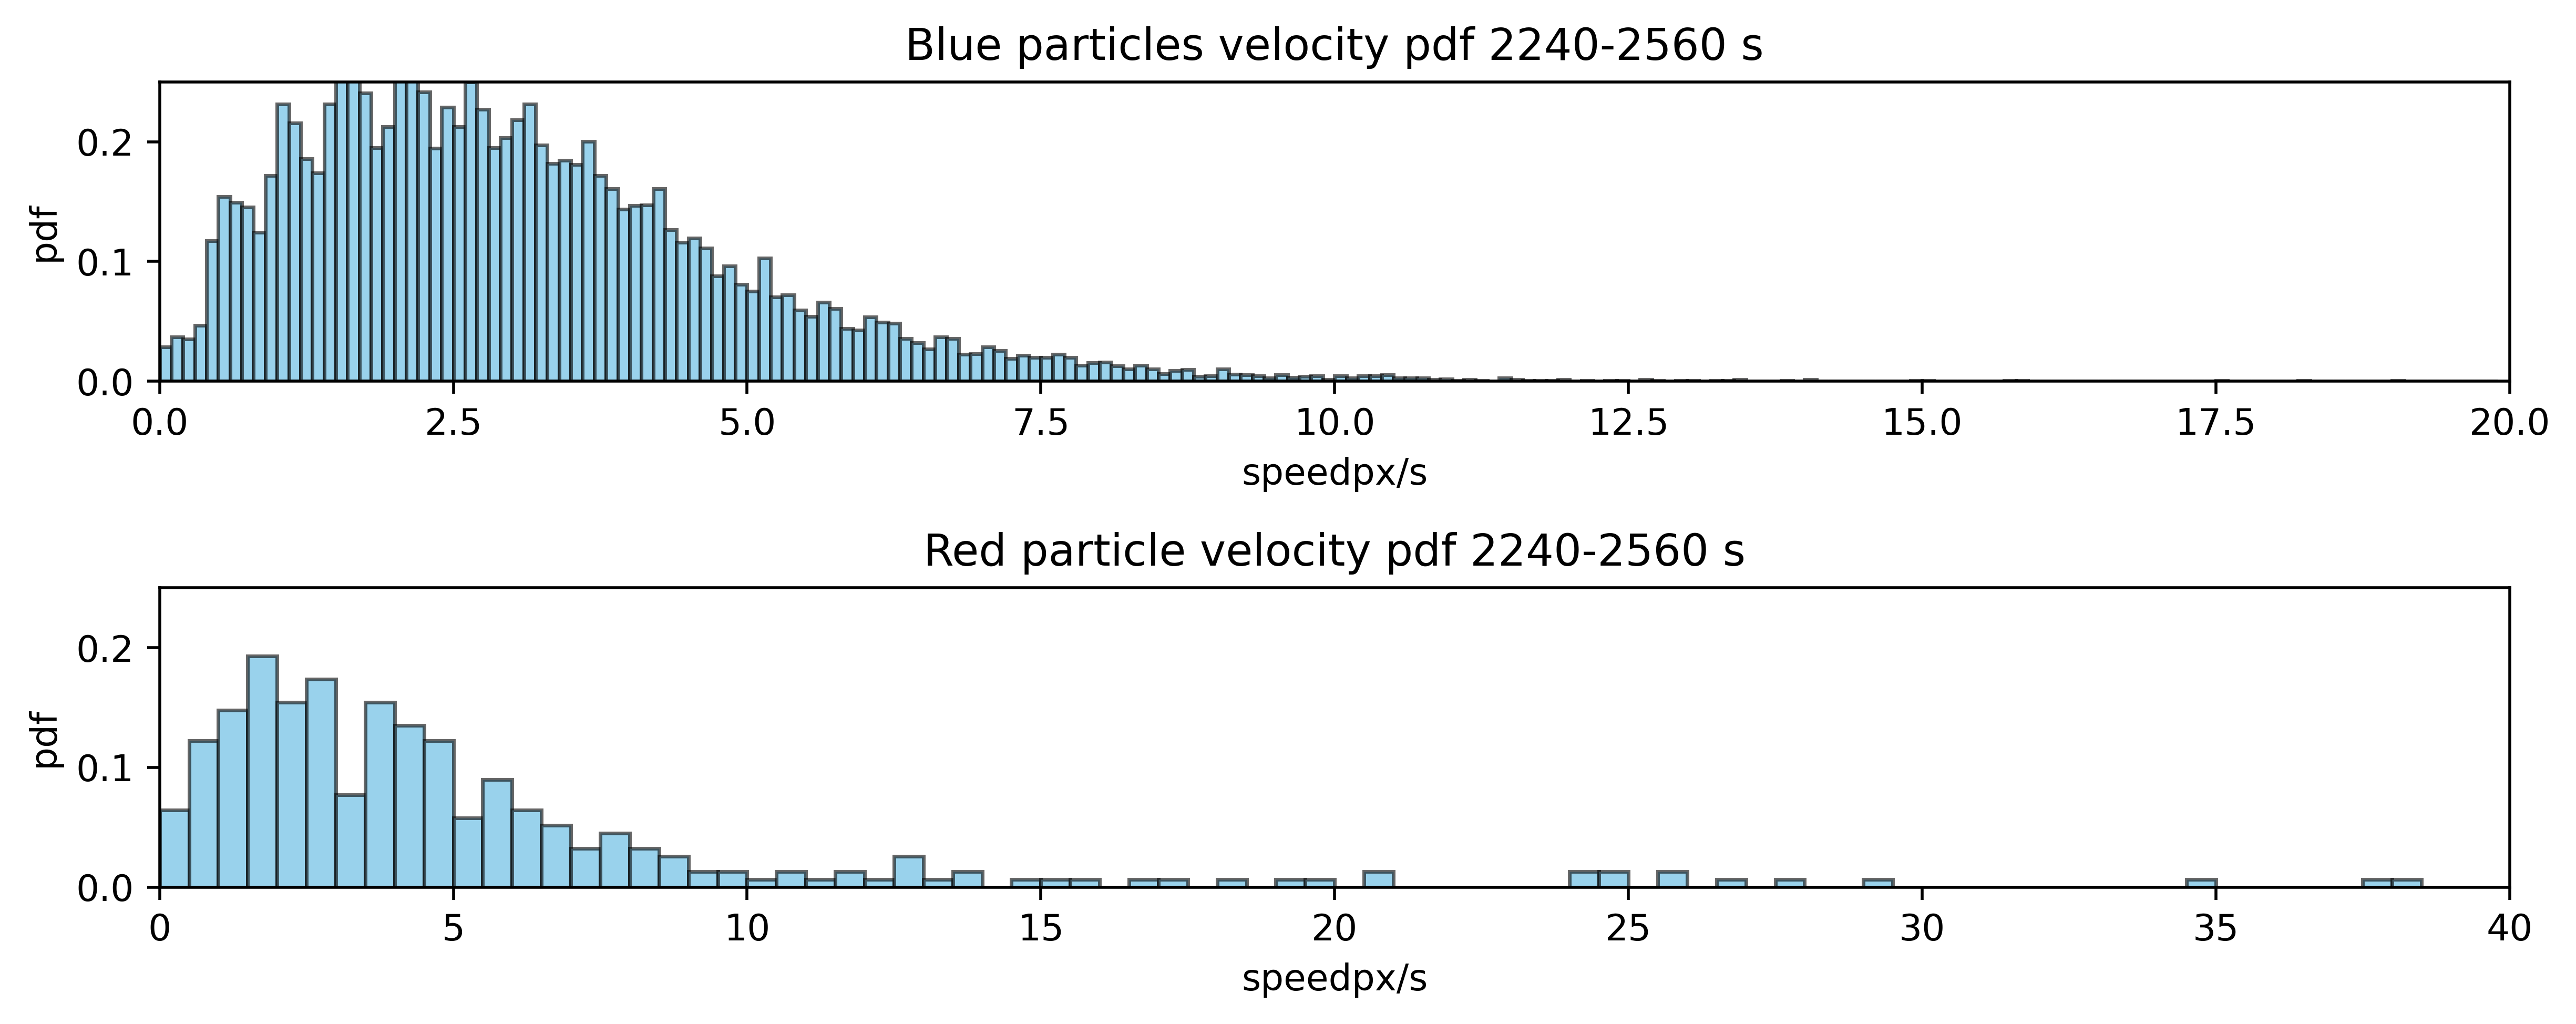 Blue particles velocity pdf 2240-2560 s
pdf
0.2
0.1
0.0
0.0 2.5 5.0 7.5 10.0 12.5 15.0 17.5 20.0
speedpx/s
Red particle velocity pdf 2240-2560 s
pdf
0.2
0.1
0.0
0 5 10 15 20 25 30 35 40
speedpx/s